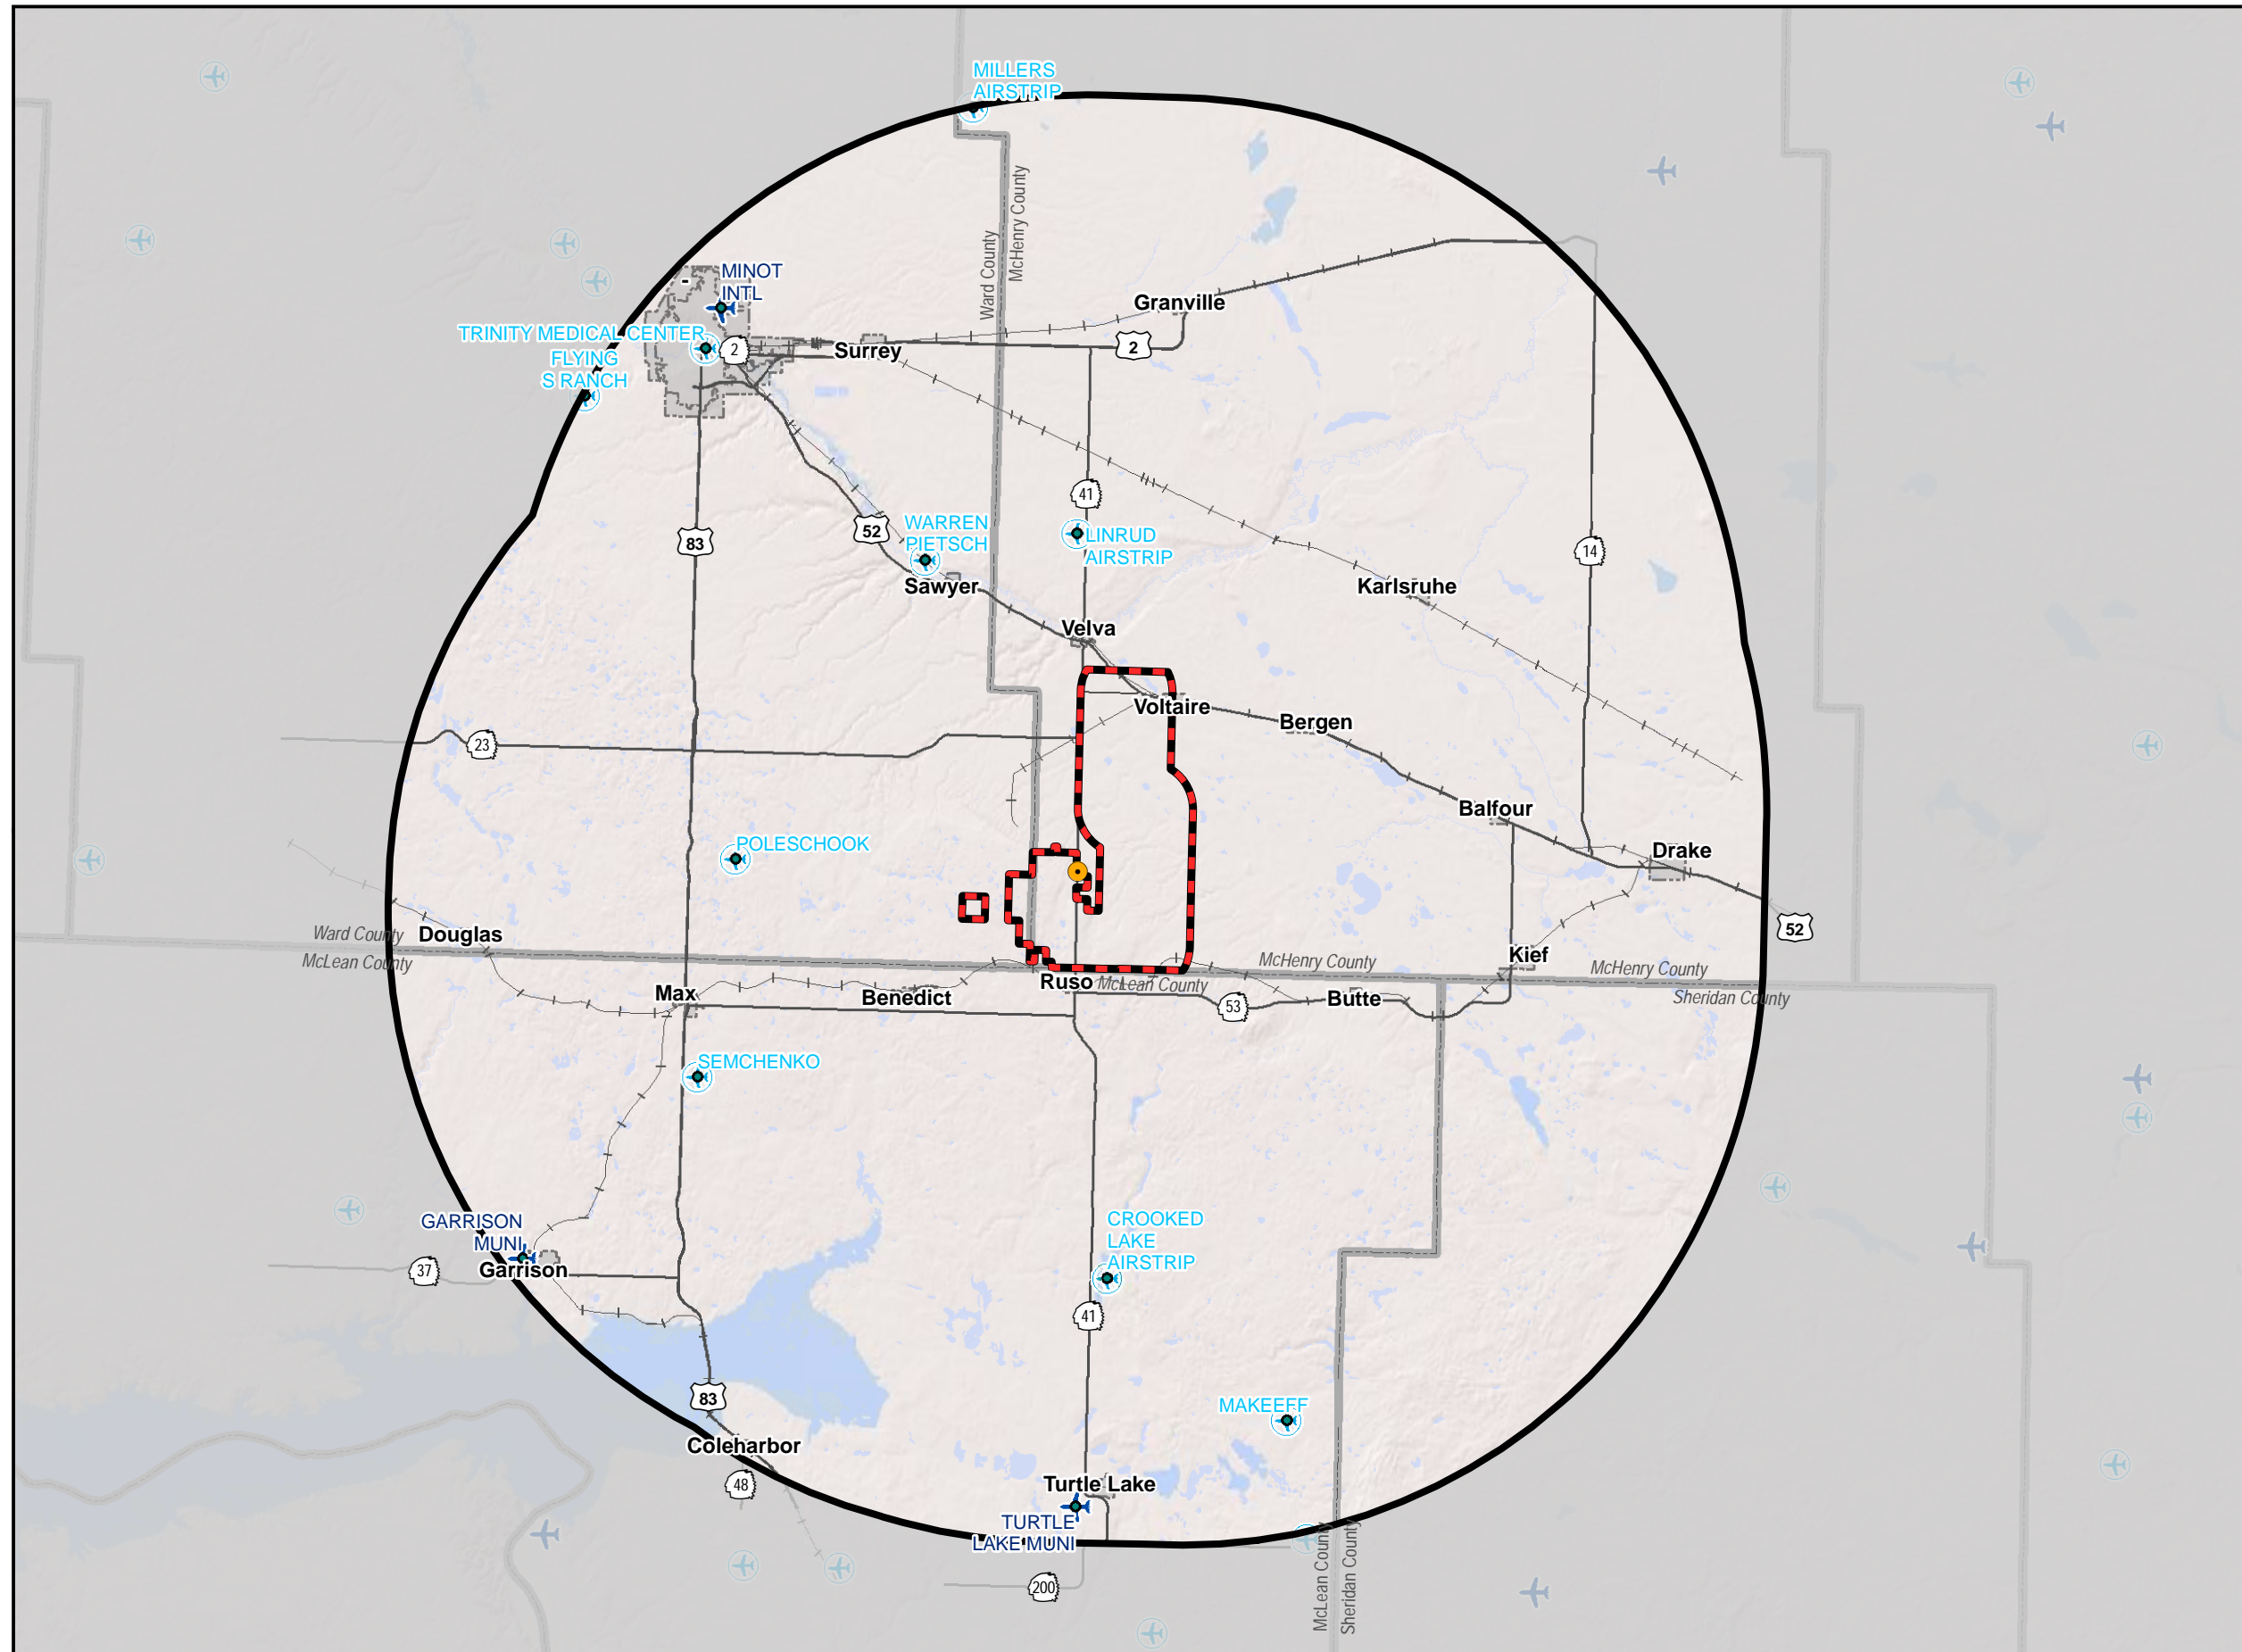 MILLERS
AIRSTRIP
Ward County
McHenry County
MINOT
INTL
TRINITY MEDICAL CENTER
2
FLYING
S RANCH
Surrey
Granville
2
41
83
52
WARREN
PIETSCH
Sawyer
LINRUD
AIRSTRIP
Karlsruhe
14
Velva
Voltaire
Bergen
23
Balfour
POLESCHOOK
Drake
52
Ward County
McLean County
Douglas
McHenry County
Kief
McHenry County
Sheridan County
Max
Benedict
Ruso
McLean County
53
Butte
SEMCHENKO
GARRISON
MUNI
Garrison
37
CROOKED
LAKE
AIRSTRIP
41
83
MAKEEFF
Coleharbor
48
Turtle Lake
TURTLE
LAKE MUNI
McLean County
Sheridan County
200